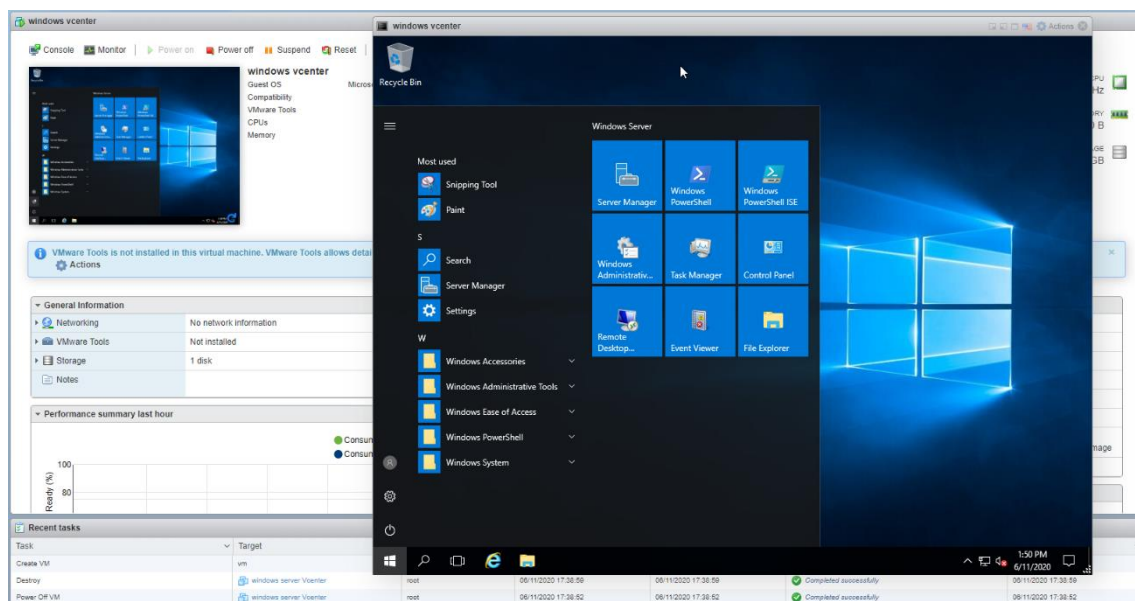 windows vcenter
Console Monitor Power on Power off Suspend Reset
windows vcenter
Guest OS Micros
Compatibility
VMware Tools
CPUs
Memory
VMware Tools is not installed in this virtual machine. VMware Tools allows detai
Actions
General Information
Networking No network information
VMware Tools Not installed
Storage 1 disk
Notes
Performance summary last hour
Consum
Consum
100
80
Ready (%)
windows vcenter Actions
Recycle Bin
Windows Server
Most used
Snipping Tool
Paint
S
Search
Server Manager
Settings
W
Windows Accessories
Windows Administrative Tools
Windows Ease of Access
Windows PowerShell
Windows System
Server Manager
Windows PowerShell
Windows PowerShell ISE
Windows Administrativ...
Task Manager
Control Panel
Remote Desktop...
Event Viewer
File Explorer
1:50 PM
6/11/2020
CPU
Hz
B
GB
mage
Recent tasks
Task Target
Create VM vm
Destroy windows server Vcenter root 06/11/2020 17:38:59 06/11/2020 17:38:59 Completed successfully 06/11/2020 17:38:59
Power Off VM windows server Vcenter root 06/11/2020 17:38:52 06/11/2020 17:38:52 Completed successfully 06/11/2020 17:38:52